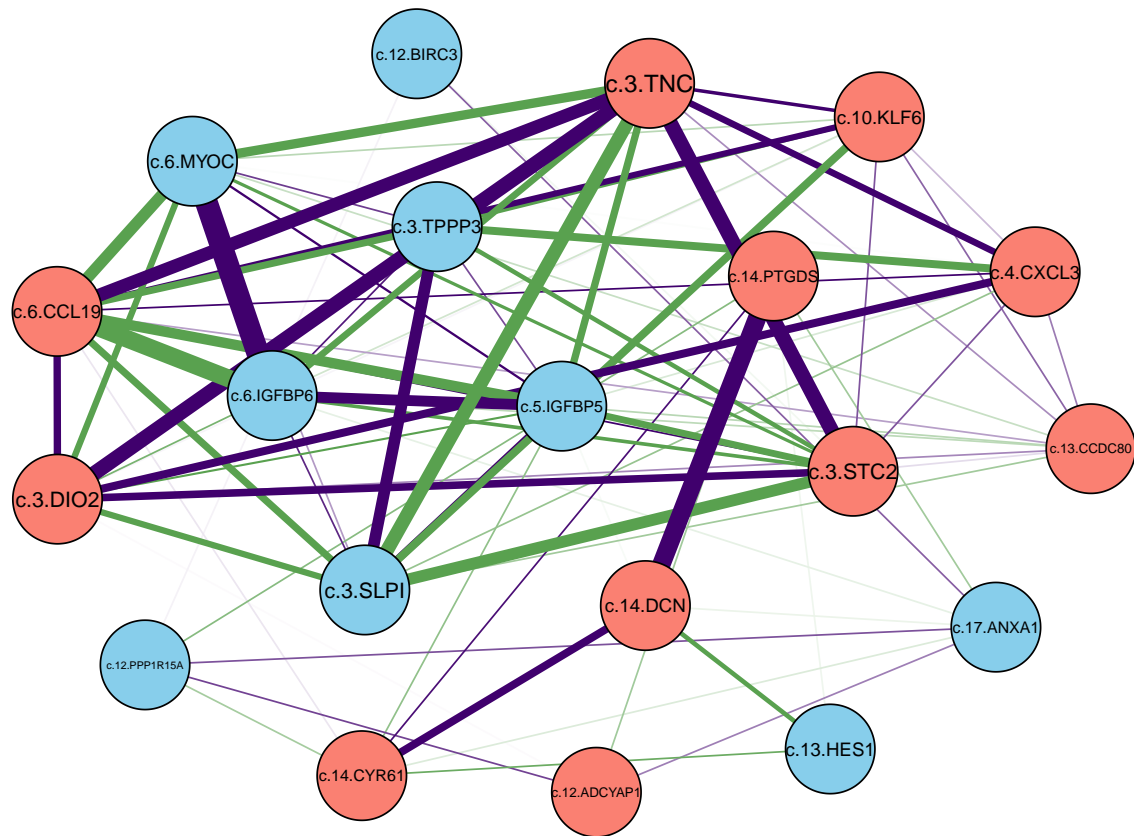 c.12.BIRC3
c.3.TNC
c.10.KLF6
c.6.MYOC
c.3.TPPP3
c.14.PTGDS
c.4.CXCL3
c.6.CCL19
c.6.IGFBP6
c.5.IGFBP5
c.13.CCDC80
c.3.STC2
c.3.DIO2
c.3.SLPI
c.14.DCN
c.17.ANXA1
c.12.PPP1R15A
c.13.HES1
c.14.CYR61
c.12.ADCYAP1